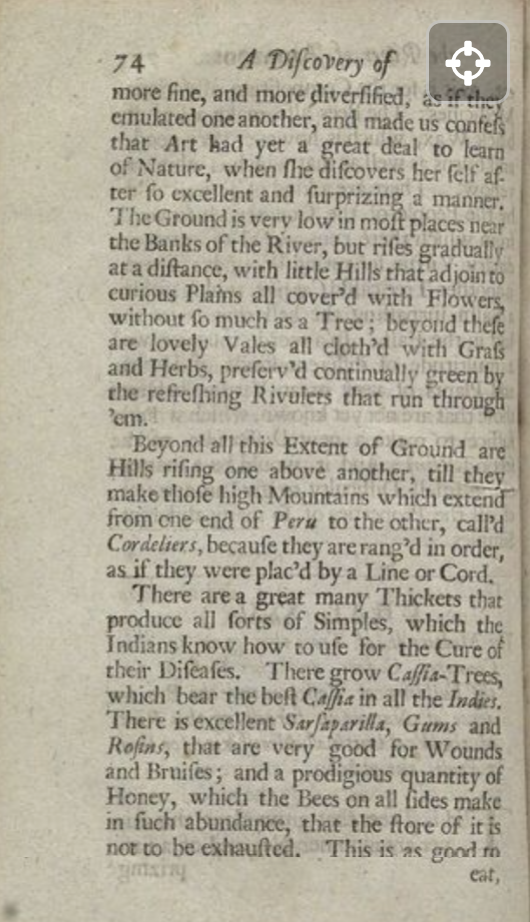 74 A Diſcovery of
more fine, and more diverſified, as if they
emulated one another, and made us confeſs
that Art had yet a great deal to learn
of Nature, when ſhe diſcovers her ſelf af-
ter ſo excellent and ſurprizing a manner.
The Ground is very low in moſt places near
the Banks of the River, but riſes gradually
at a diſtance, with little Hills that adjoin to
curious Plains all cover’d with Flowers,
without ſo much as a Tree; beyond theſe
are lovely Vales all cloth’d with Graſs
and Herbs, preſerv’d continually green by
the refreſhing Rivulets that run through
’em.
Beyond all this Extent of Ground are
Hills riſing one above another, till they
make thoſe high Mountains which extend
from one end of Peru to the other, call’d
Cordeliers, becauſe they are rang’d in order,
as if they were plac’d by a Line or Cord.
There are a great many Thickets that
produce all ſorts of Simples, which the
Indians know how to uſe for the Cure of
their Diſeaſes. There grow Caſſia-Trees,
which bear the beſt Caſſia in all the Indies.
There is excellent Sarſaparilla, Gums and
Roſins, that are very good for Wounds
and Bruiſes; and a prodigious quantity of
Honey, which the Bees on all ſides make
in ſuch abundance, that the ſtore of it is
not to be exhauſted. This is as good to
eat,